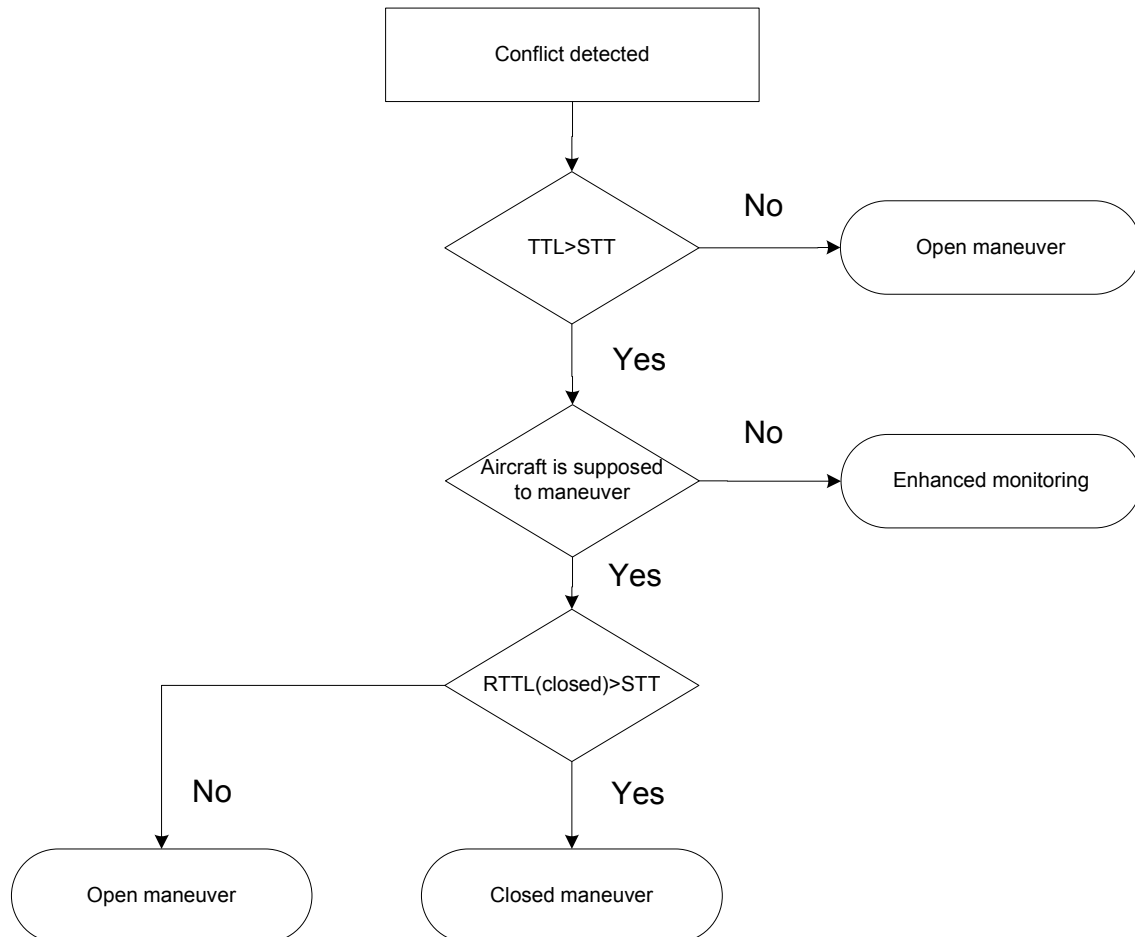 Conflict detected
No
TTL>STT
Open maneuver
Yes
No
Aircraft is supposed
to maneuver
Enhanced monitoring
Yes
RTTL(closed)>STT
No
Yes
Open maneuver
Closed maneuver